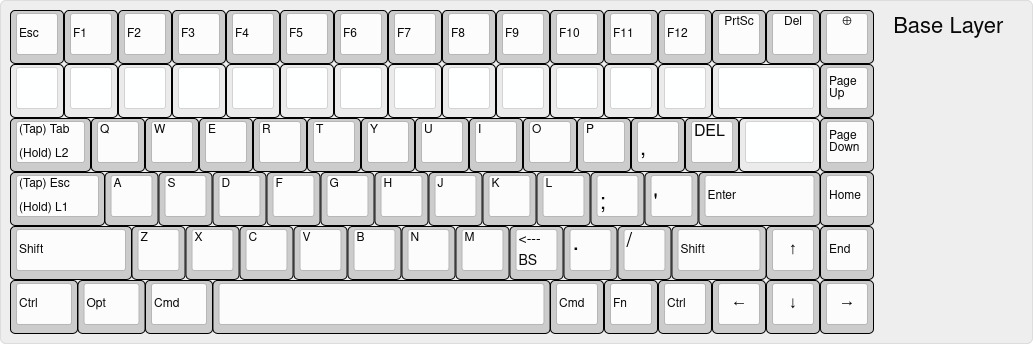 Base Layer
Esc F1 F2 F3 F4 F5 F6 F7 F8 F9 F10 F11 F12 PrtSc Del ⊕
Page
Up
(Tap) Tab Q W E R T Y U I O P , DEL Page
(Hold) L2 Down
(Tap) Esc A S D F G H J K L ; ' Enter Home
(Hold) L1
Shift Z X C V B N M <--- . / Shift ↑ End
BS
Ctrl Opt Cmd Cmd Fn Ctrl ← ↓ →